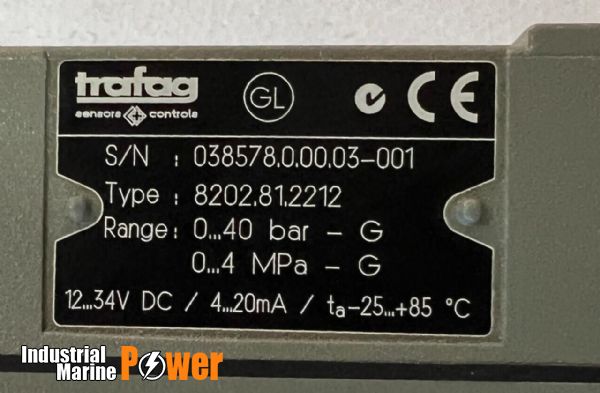 trafag
sensors controls
GL
CE
S/N : 038578.0.00.03-001
Type : 8202.81.2212
Range : 0...40 bar - G
0...4 MPa - G
12...34V DC / 4...20mA / ta-25...+85 °C
Industrial
Marine Power